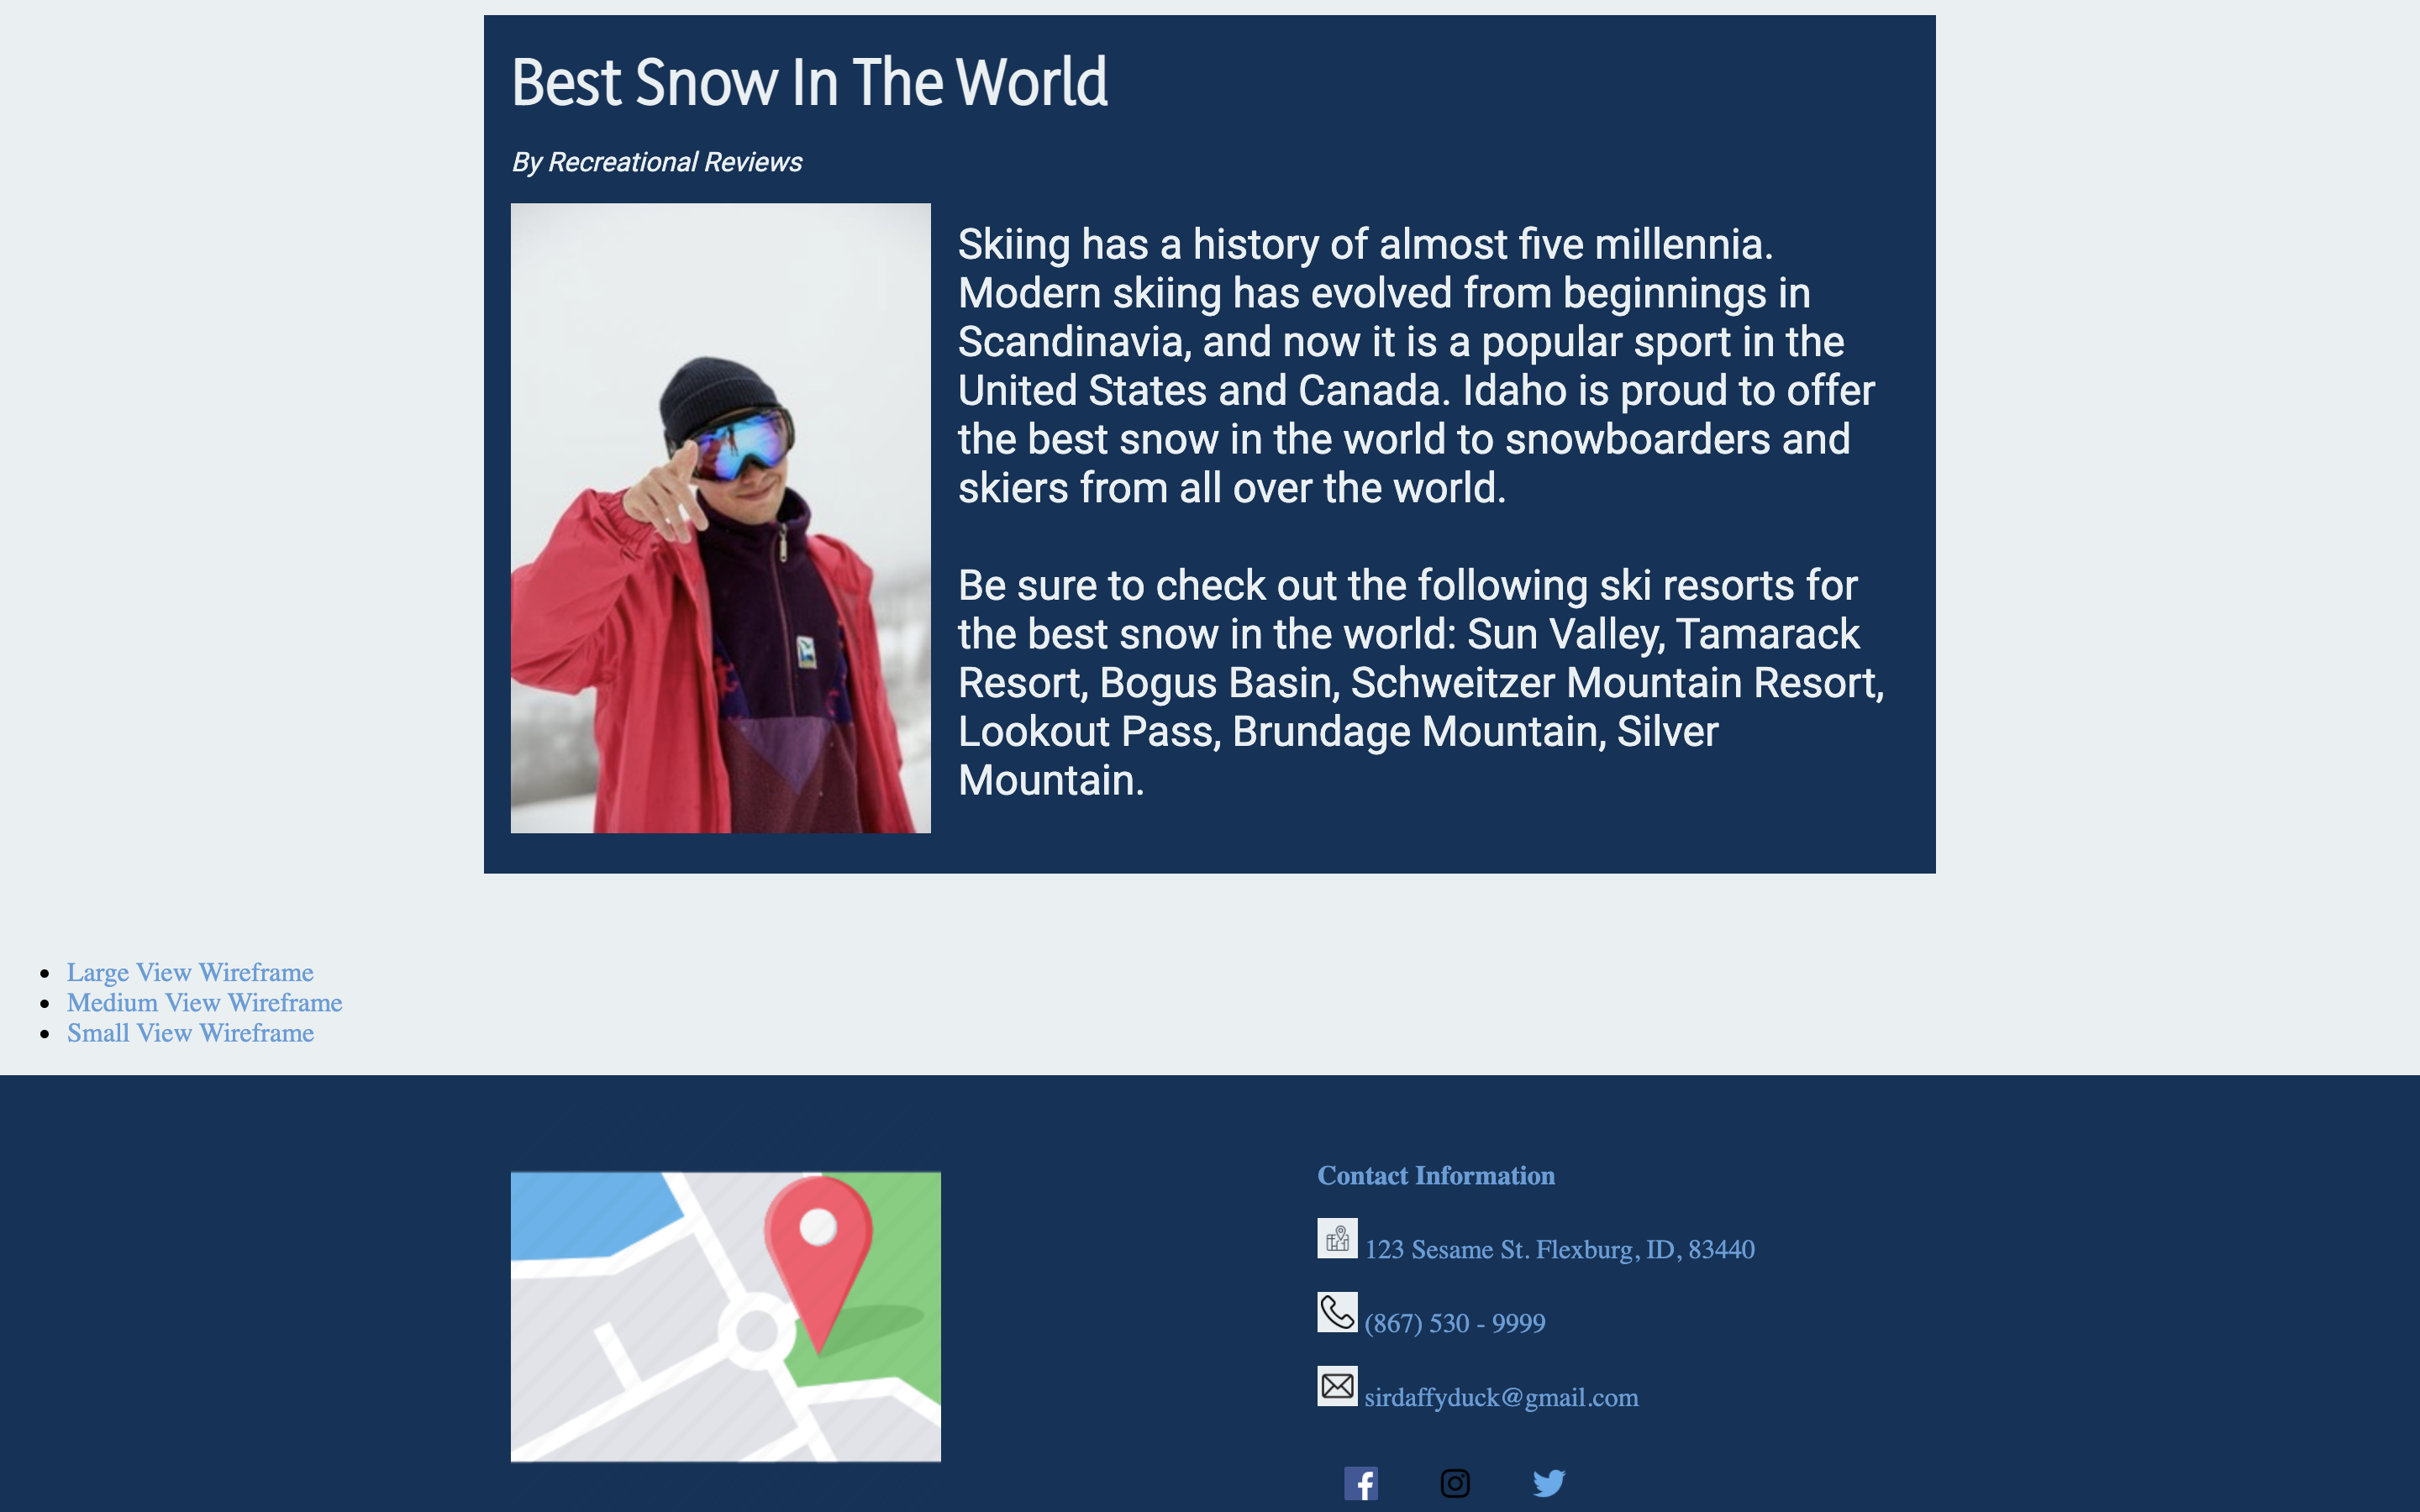 Best Snow In The World
By Recreational Reviews
Skiing has a history of almost five millennia.
Modern skiing has evolved from beginnings in
Scandinavia, and now it is a popular sport in the
United States and Canada. Idaho is proud to offer
the best snow in the world to snowboarders and
skiers from all over the world.
Be sure to check out the following ski resorts for
the best snow in the world: Sun Valley, Tamarack
Resort, Bogus Basin, Schweitzer Mountain Resort,
Lookout Pass, Brundage Mountain, Silver
Mountain.
Large View Wireframe
Medium View Wireframe
Small View Wireframe
Contact Information
123 Sesame St. Flexburg, ID, 83440
(867) 530 - 9999
sirdaffyduck@gmail.com